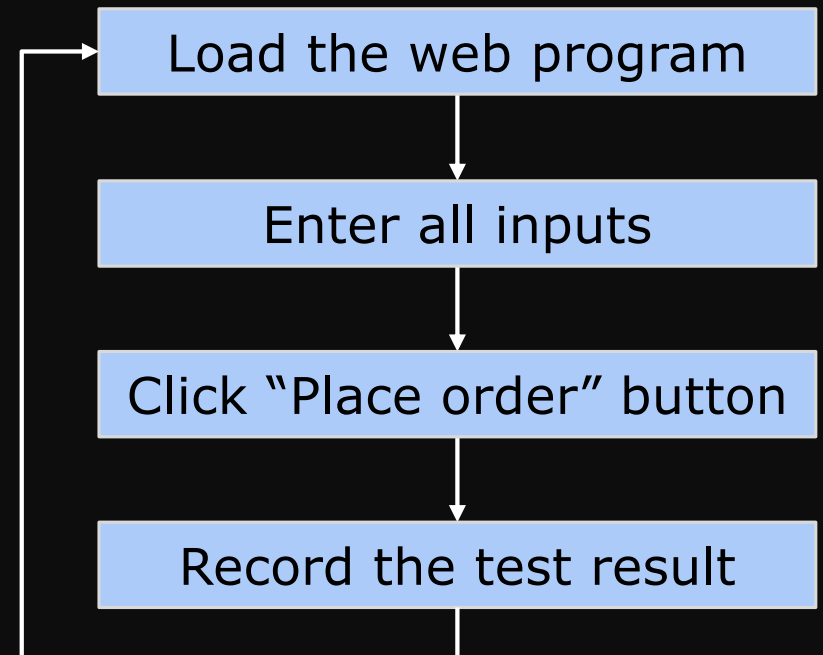 Load the web program
Enter all inputs
Click “Place order” button
Record the test result